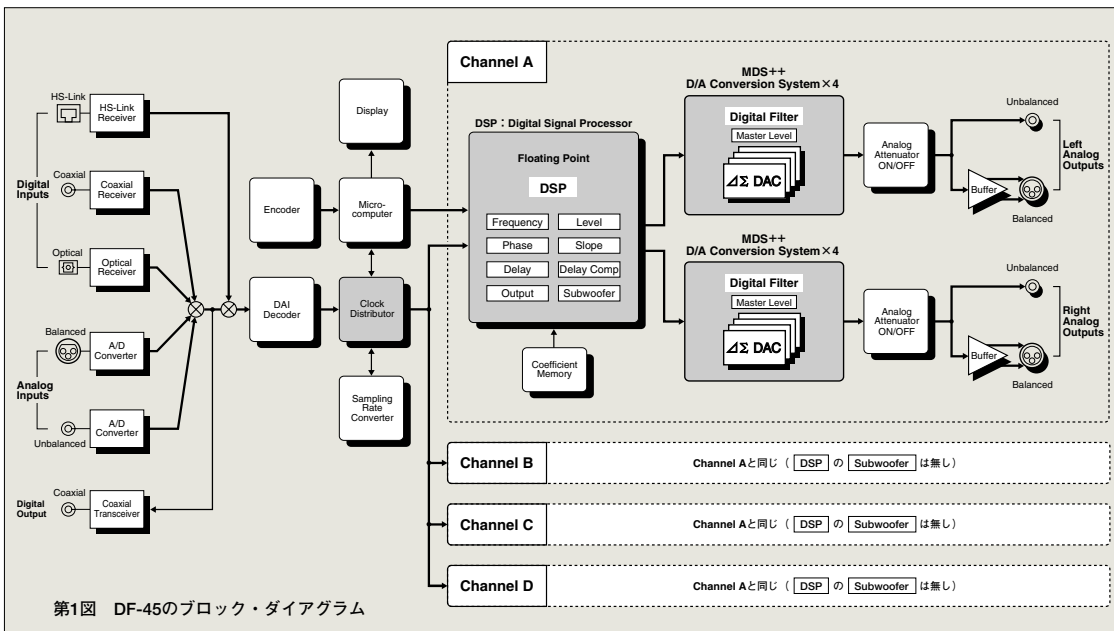 HS-Link
HS-Link
Receiver
Digital
Inputs
Coaxial
Coaxial
Receiver
Optical
Optical
Receiver
Balanced
A/D
Converter
Analog
Inputs
A/D
Converter
Unbalanced
Digital
Output
Coaxial
Coaxial
Transceiver
Display
Encoder
Micro-
computer
DAI
Decoder
Clock
Distributor
Sampling
Rate
Converter
Channel A
DSP：Digital Signal Processor
Floating Point
DSP
Frequency
Level
Phase
Slope
Delay
Delay Comp
Output
Subwoofer
Coefficient
Memory
MDS++
D/A Conversion System×4
Digital Filter
Master Level
ΔΣ DAC
Analog
Attenuator
ON/OFF
Unbalanced
Left
Analog
Outputs
Buffer
Balanced
MDS++
D/A Conversion System×4
Digital Filter
Master Level
ΔΣ DAC
Analog
Attenuator
ON/OFF
Unbalanced
Right
Analog
Outputs
Buffer
Balanced
Channel B
Channel Aと同じ（ DSP の Subwoofer は無し）
Channel C
Channel Aと同じ（ DSP の Subwoofer は無し）
Channel D
Channel Aと同じ（ DSP の Subwoofer は無し）
第1図 DF-45のブロック・ダイアグラム